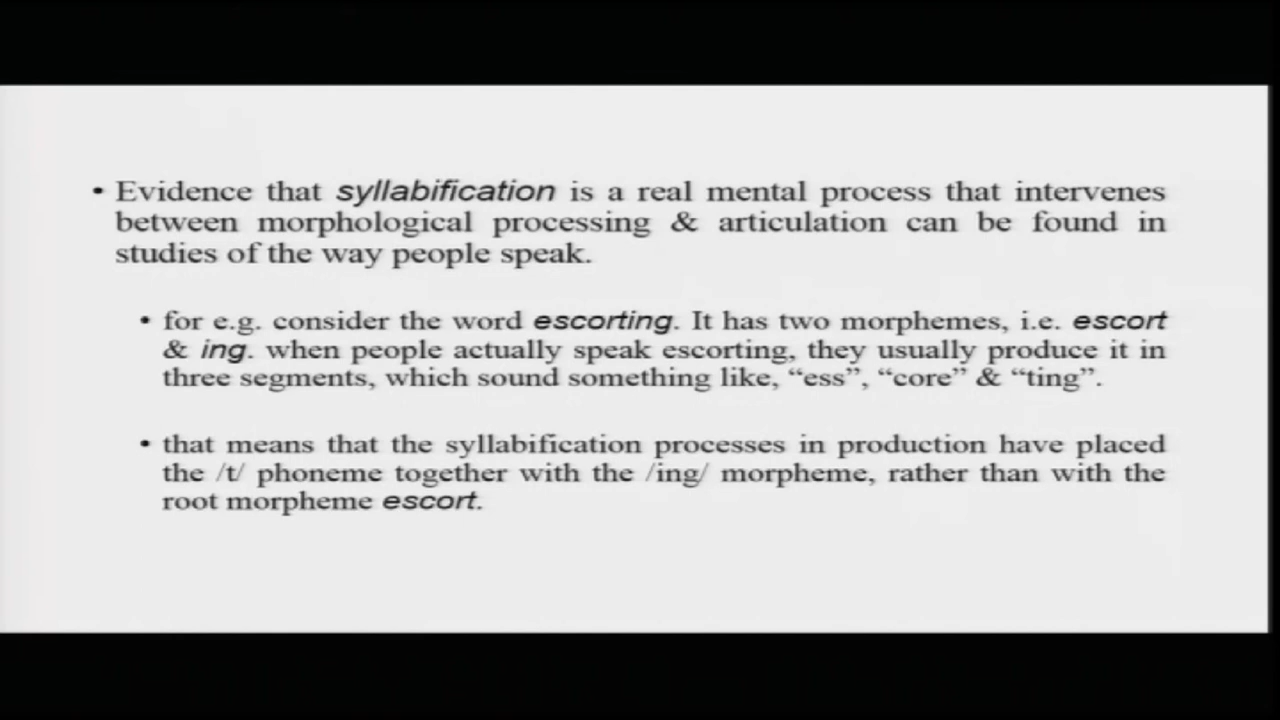 • Evidence that syllabification is a real mental process that intervenes
between morphological processing & articulation can be found in
studies of the way people speak.
• for e.g. consider the word escorting. It has two morphemes, i.e. escort
& ing. when people actually speak escorting, they usually produce it in
three segments, which sound something like, “ess”, “core” & “ting”.
• that means that the syllabification processes in production have placed
the /t/ phoneme together with the /ing/ morpheme, rather than with the
root morpheme escort.